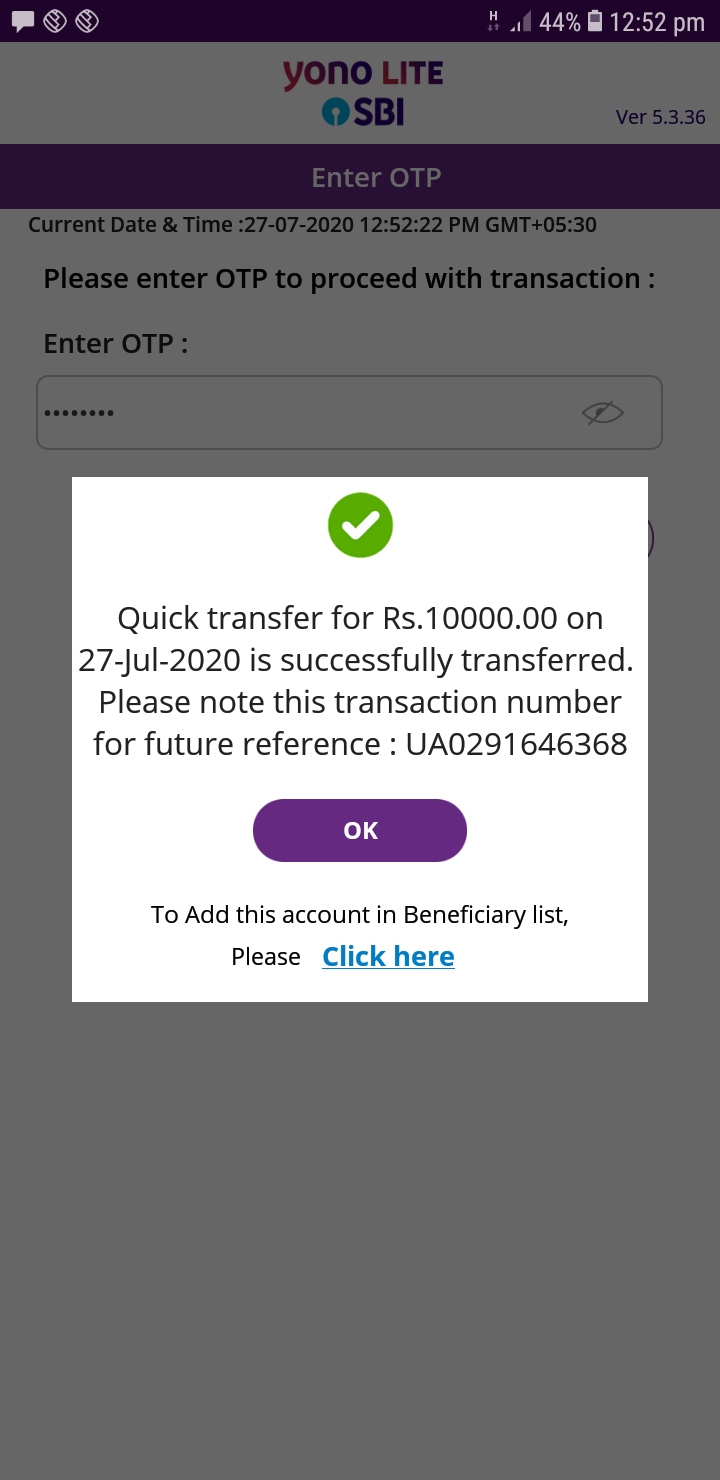 H 44% 12:52 pm
yono LITE
SBI
Ver 5.3.36
Enter OTP
Current Date & Time :27-07-2020 12:52:22 PM GMT+05:30
Please enter OTP to proceed with transaction :
Enter OTP :
••••••••
Quick transfer for Rs.10000.00 on
27-Jul-2020 is successfully transferred.
Please note this transaction number
for future reference : UA0291646368
OK
To Add this account in Beneficiary list,
Please Click here